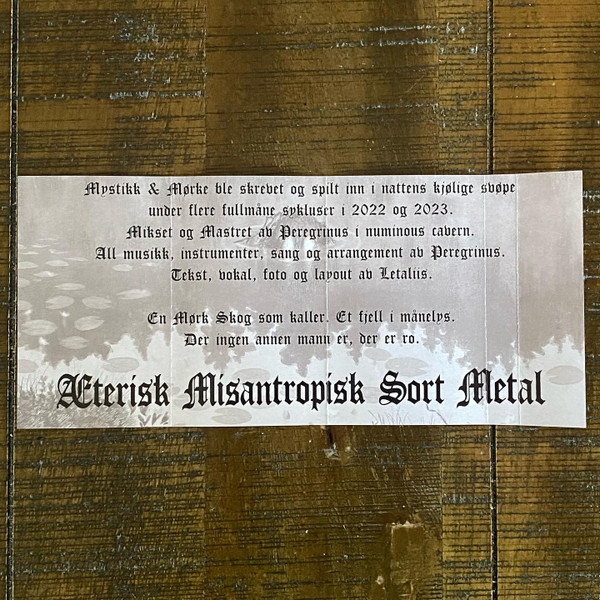 Mystikk & Mørke ble skrevet og spilt inn i nattens kjølige svøpe
under flere fullmåne sykluser i 2022 og 2023.
Mikset og Mastret av Peregrinus i numinous cavern.
All musikk, instrumenter, sang og arrangement av Peregrinus.
Tekst, vokal, foto og layout av Letaliis.
En Mørk Skog som kaller. Et fjell i månelys.
Der ingen annen mann er, der er ro.
Æterisk Misantropisk Sort Metal